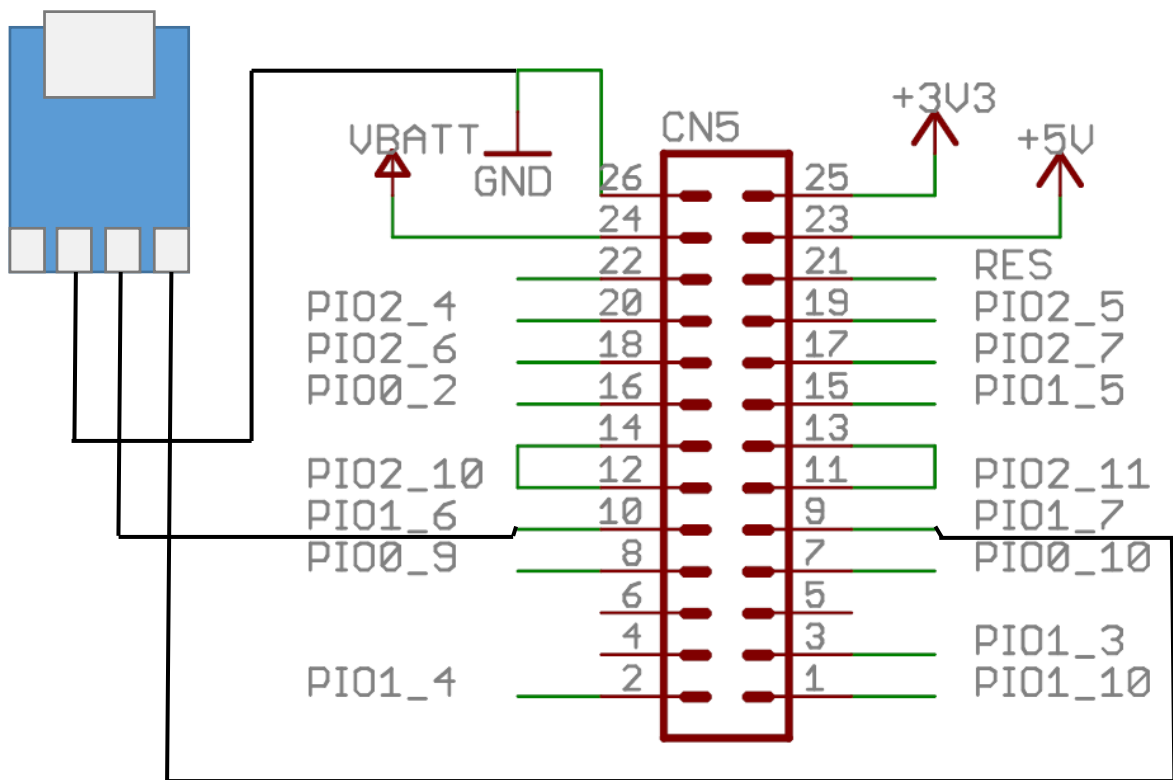 +3V3
CN5
VBATT
+5V
GND
26 25
24 23
22 21 RES
PIO2_4 20 19 PIO2_5
PIO2_6 18 17 PIO2_7
PIO0_2 16 15 PIO1_5
14 13
PIO2_10 12 11 PIO2_11
PIO1_6 10 9 PIO1_7
PIO0_9 8 7 PIO0_10
6 5
4 3 PIO1_3
PIO1_4 2 1 PIO1_10